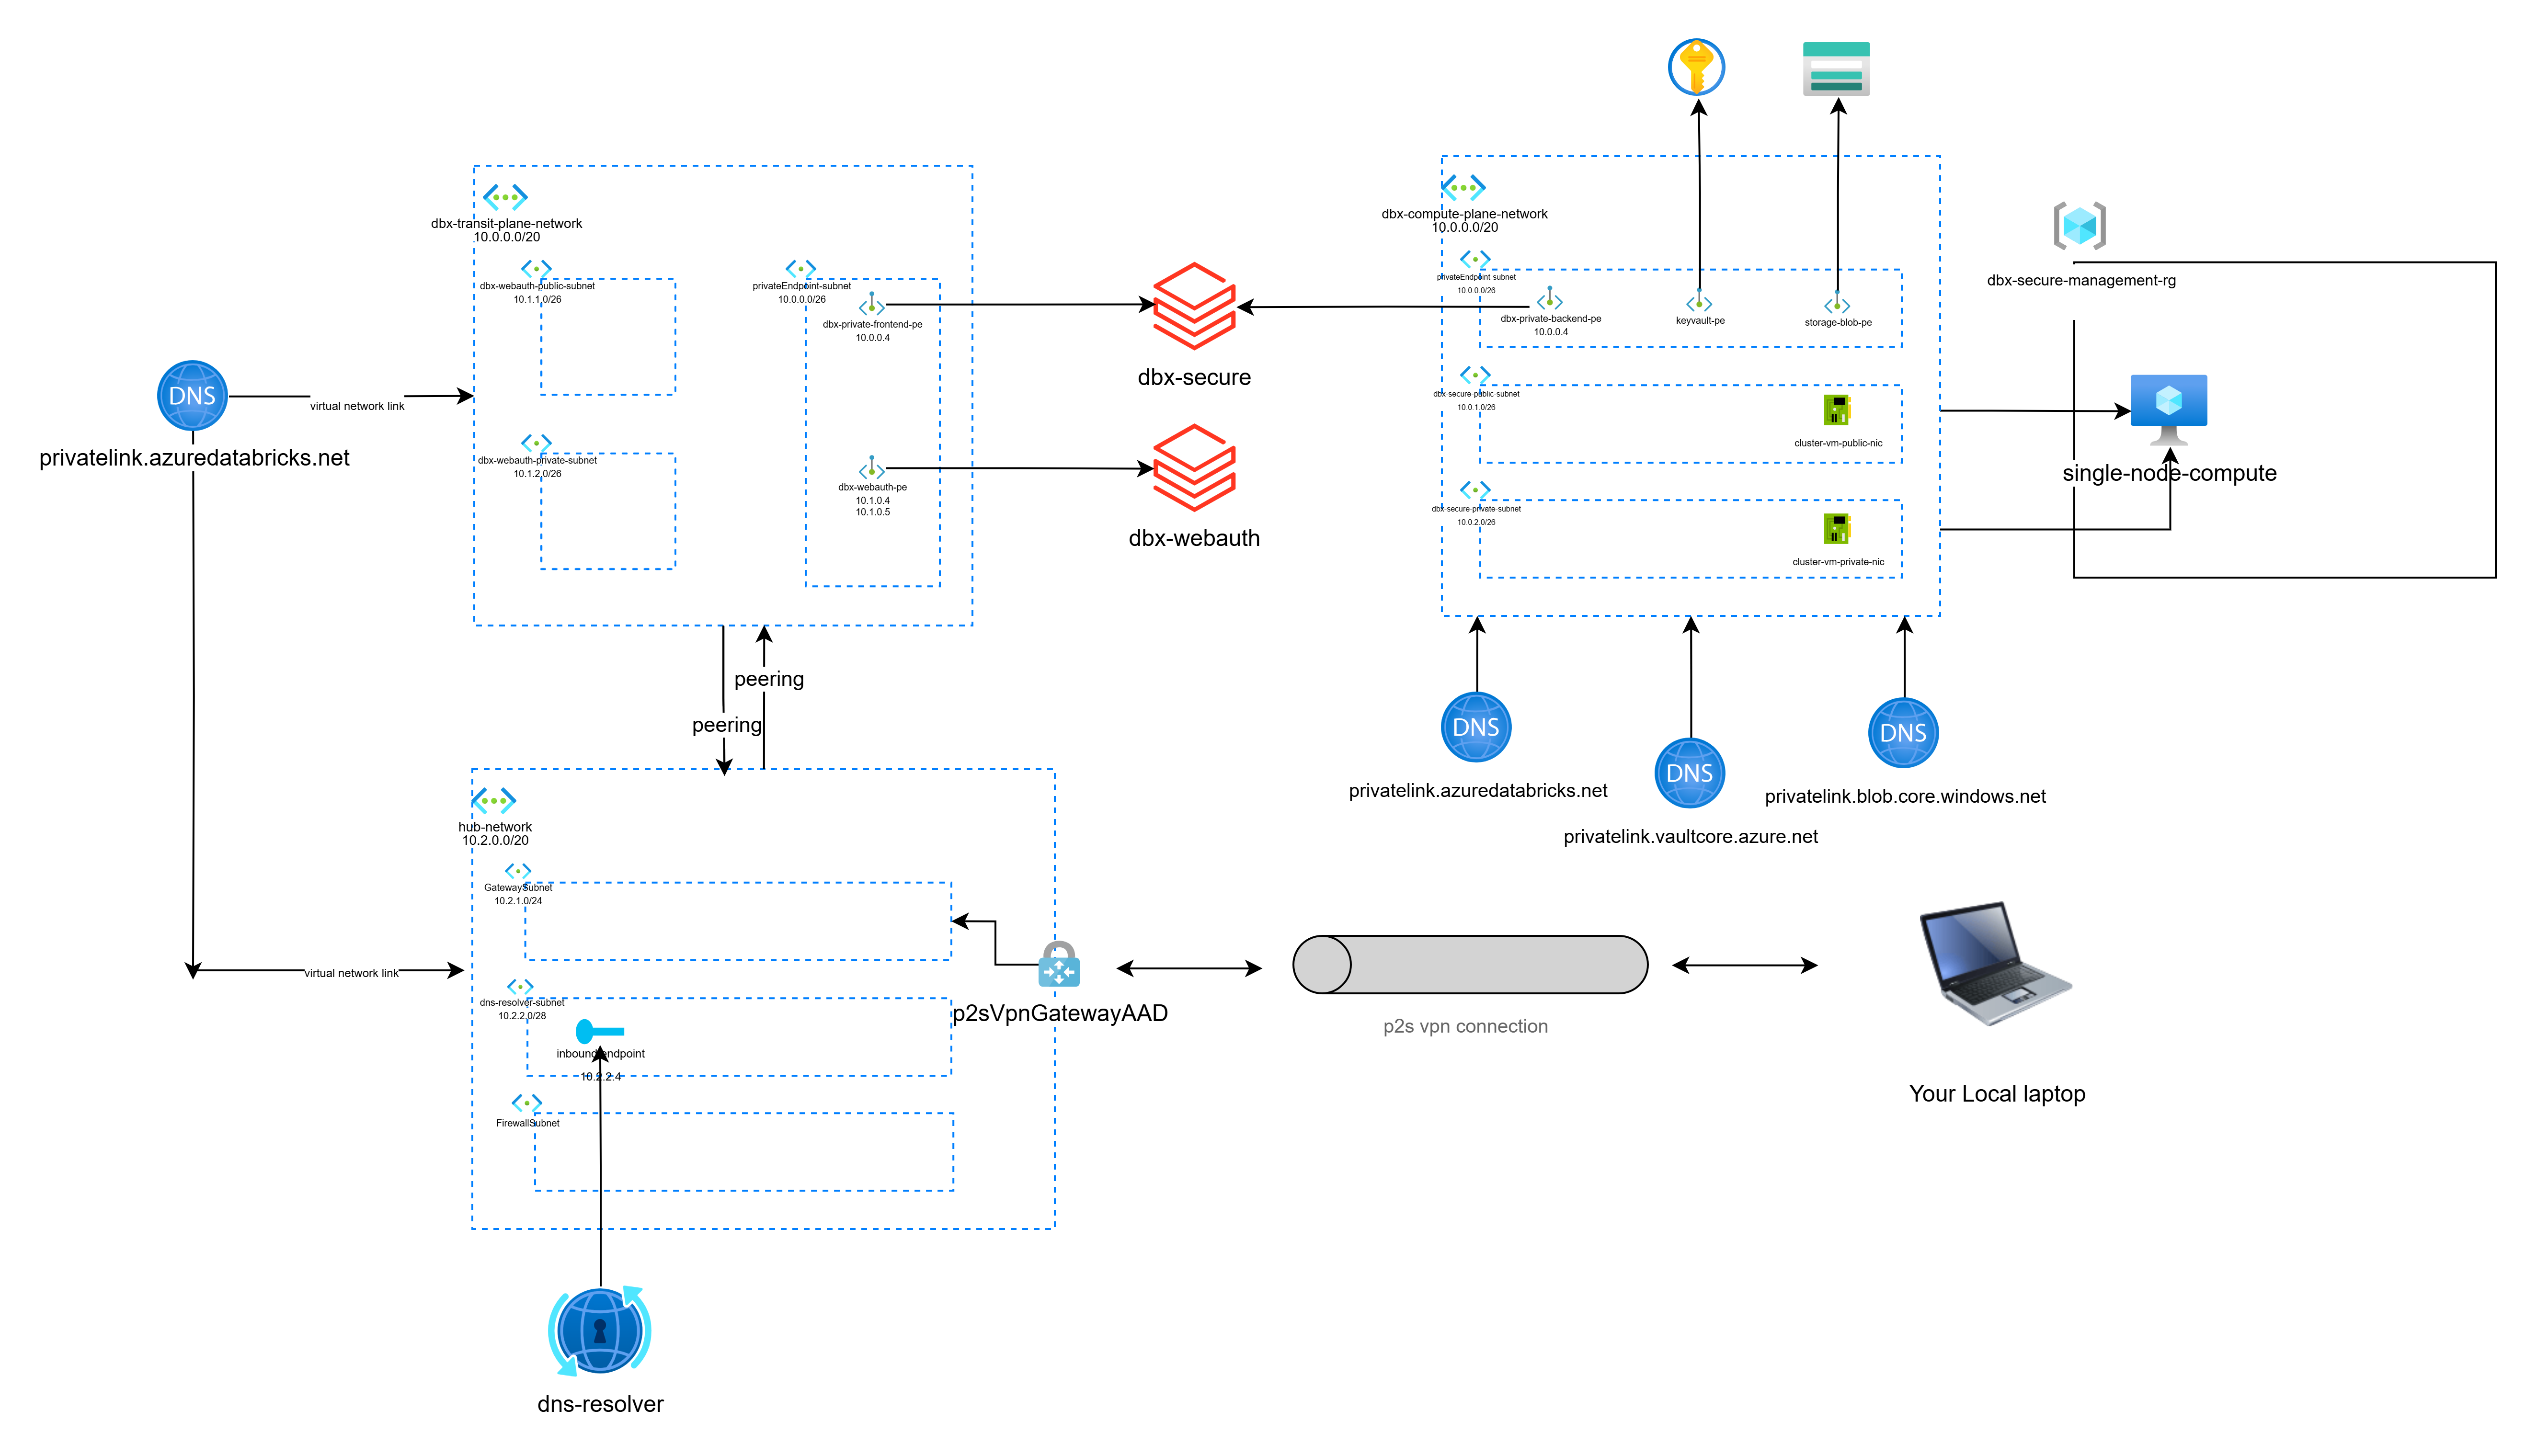 dbx-transit-plane-network
10.0.0.0/20
dbx-webauth-public-subnet
10.1.1.0/26
privateEndpoint-subnet
10.0.0.0/26
dbx-private-frontend-pe
10.0.0.4
dbx-webauth-private-subnet
10.1.2.0/26
dbx-webauth-pe
10.1.0.4
10.1.0.5
DNS
privatelink.azuredatabricks.net
virtual network link
virtual network link
dbx-secure
dbx-webauth
dbx-compute-plane-network
10.0.0.0/20
privateEndpoint-subnet
10.0.0.0/26
dbx-private-backend-pe
10.0.0.4
keyvault-pe
storage-blob-pe
dbx-secure-public-subnet
10.0.1.0/26
cluster-vm-public-nic
dbx-secure-private-subnet
10.0.2.0/26
cluster-vm-private-nic
dbx-secure-management-rg
single-node-compute
peering
peering
DNS
privatelink.azuredatabricks.net
DNS
privatelink.vaultcore.azure.net
DNS
privatelink.blob.core.windows.net
hub-network
10.2.0.0/20
GatewaySubnet
10.2.1.0/24
dns-resolver-subnet
10.2.2.0/28
inbound endpoint
10.2.2.4
FirewallSubnet
p2sVpnGatewayAAD
p2s vpn connection
Your Local laptop
dns-resolver